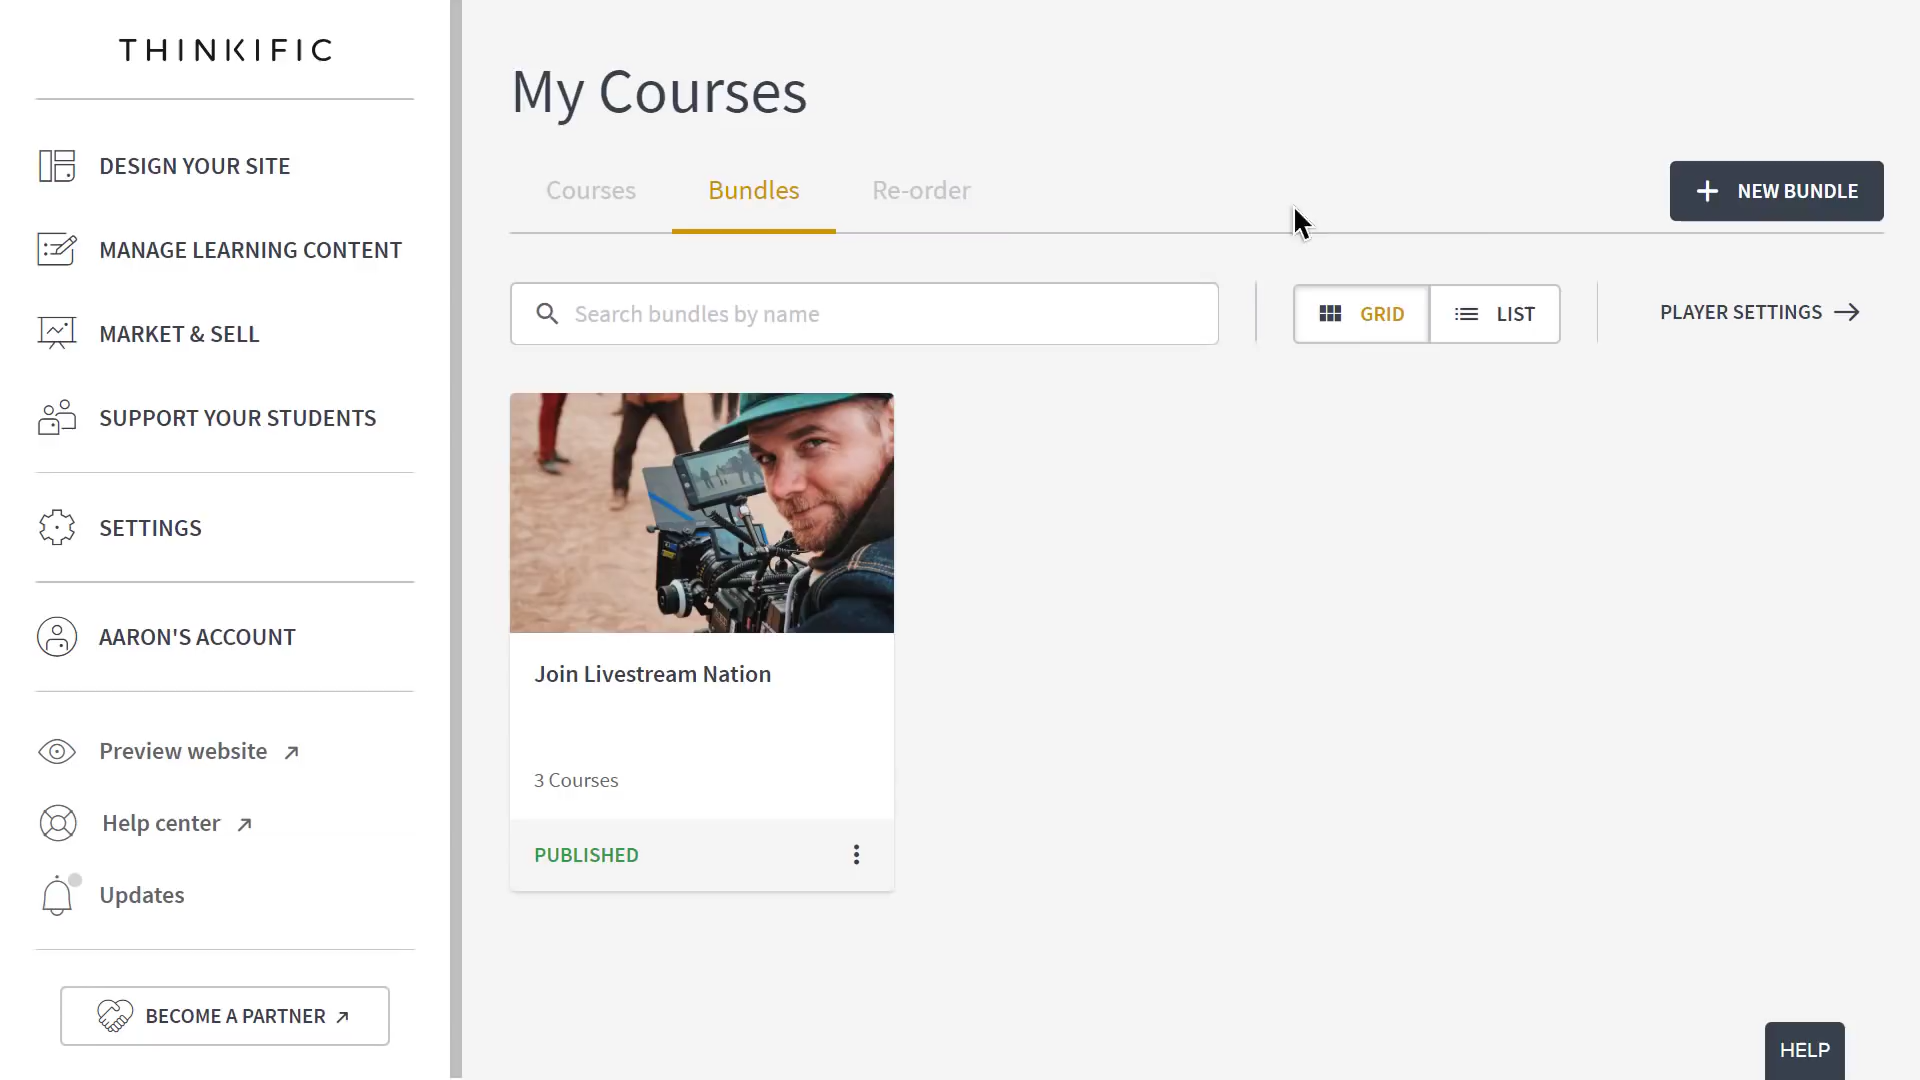 THINKIFIC
DESIGN YOUR SITE
MANAGE LEARNING CONTENT
MARKET & SELL
SUPPORT YOUR STUDENTS
SETTINGS
AARON'S ACCOUNT
Preview website
Help center
Updates
BECOME A PARTNER
My Courses
Courses
Bundles
Re-order
NEW BUNDLE
Search bundles by name
GRID
LIST
PLAYER SETTINGS
Join Livestream Nation
3 Courses
PUBLISHED
HELP